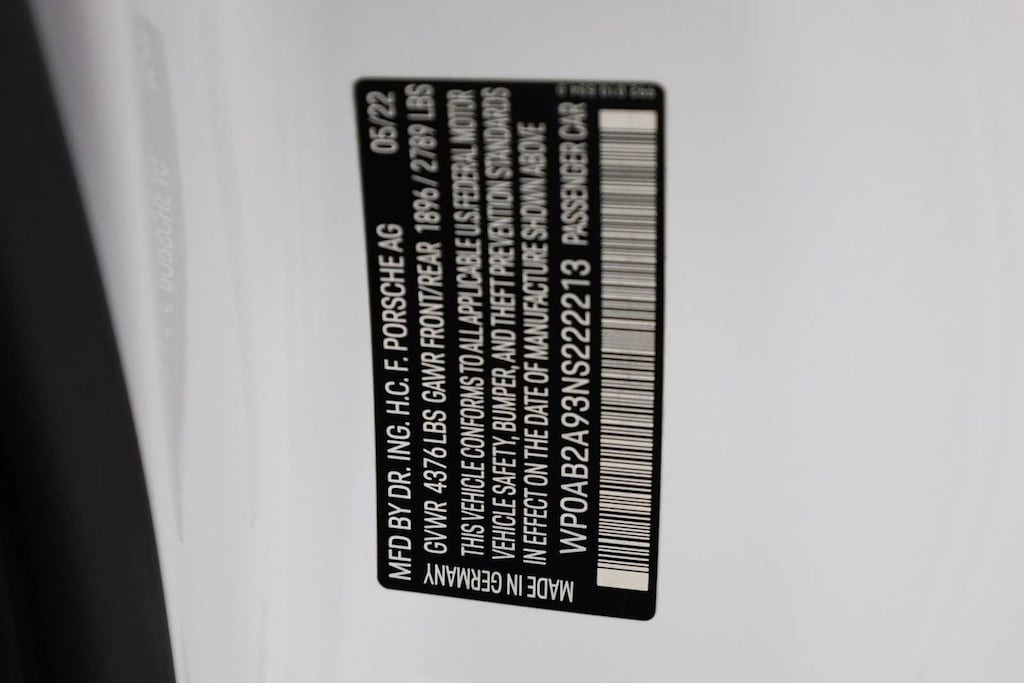 MFD BY DR. ING. H.C. F. PORSCHE AG 05/22
GVWR 4376 LBS GAWR FRONT/REAR 1896 / 2789 LBS
THIS VEHICLE CONFORMS TO ALL APPLICABLE U.S. FEDERAL MOTOR
VEHICLE SAFETY, BUMPER, AND THEFT PREVENTION STANDARDS
IN EFFECT ON THE DATE OF MANUFACTURE SHOWN ABOVE
WP0AB2A93NS222213 PASSENGER CAR
MADE IN GERMANY